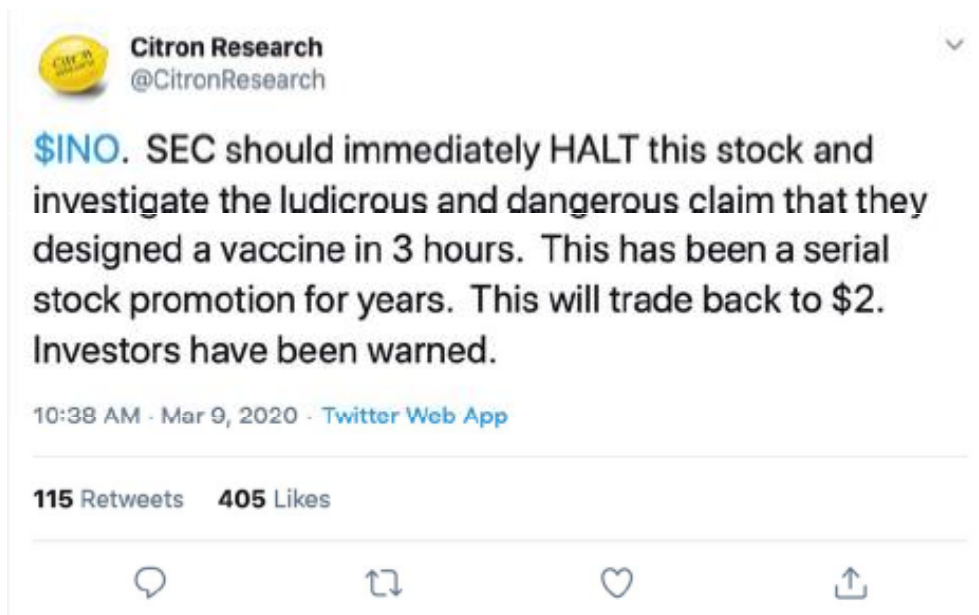 Citron Research
@CitronResearch
$INO. SEC should immediately HALT this stock and
investigate the ludicrous and dangerous claim that they
designed a vaccine in 3 hours. This has been a serial
stock promotion for years. This will trade back to $2.
Investors have been warned.
10:38 AM · Mar 9, 2020 · Twitter Web App
115 Retweets 405 Likes